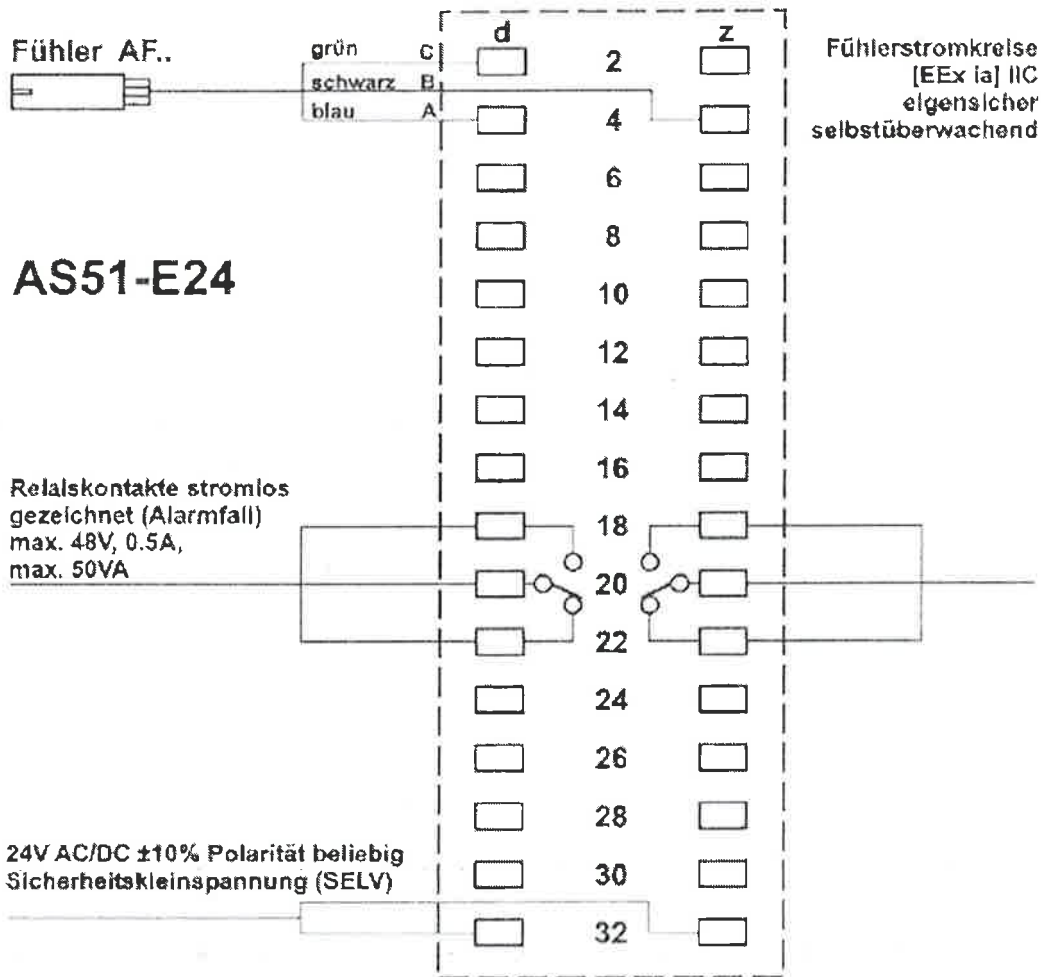 d z
Fühler AF..
grün C
schwarz B
blau A
2
4
6
8
10
12
14
16
18
20
22
24
26
28
30
32
Fühlerstromkreise
[EEx ia] IIC
eigensicher
selbstüberwachend
AS51-E24
Relaiskontakte stromlos
gezeichnet (Alarmfall)
max. 48V, 0.5A,
max. 50VA
24V AC/DC ±10% Polarität beliebig
Sicherheitskleinspannung (SELV)